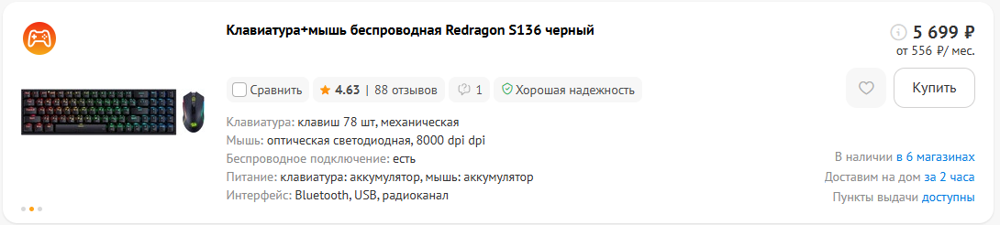 Клавиатура+мышь беспроводная Redragon S136 черный
5 699 ₽
от 556 ₽/ мес.
Сравнить
4.63 | 88 отзывов
1
Хорошая надежность
Купить
Клавиатура: клавиш 78 шт, механическая
Мышь: оптическая светодиодная, 8000 dpi dpi
Беспроводное подключение: есть
Питание: клавиатура: аккумулятор, мышь: аккумулятор
Интерфейс: Bluetooth, USB, радиоканал
В наличии в 6 магазинах
Доставим на дом за 2 часа
Пункты выдачи доступны